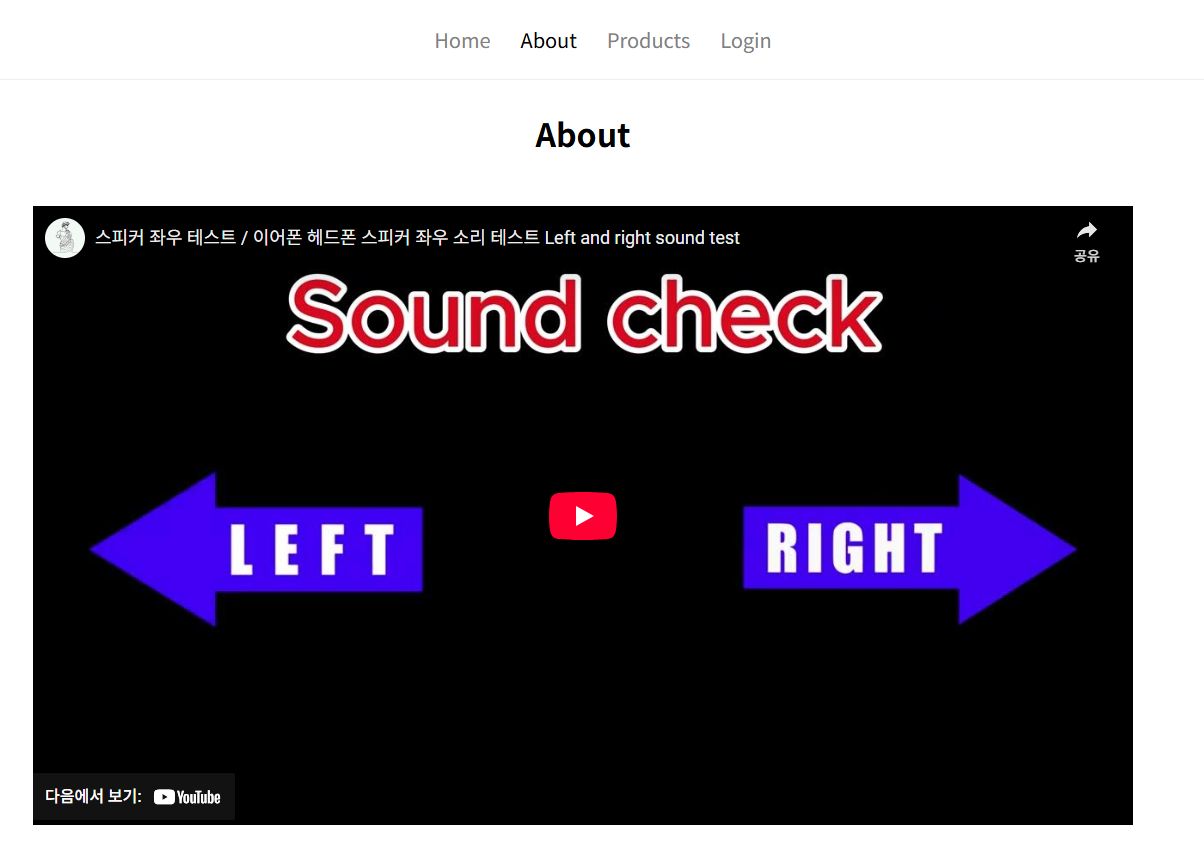 Home About Products Login
About
스피커 좌우 테스트 / 이어폰 헤드폰 스피커 좌우 소리 테스트 Left and right sound test
공유
Sound check
LEFT
RIGHT
다음에서 보기: YouTube